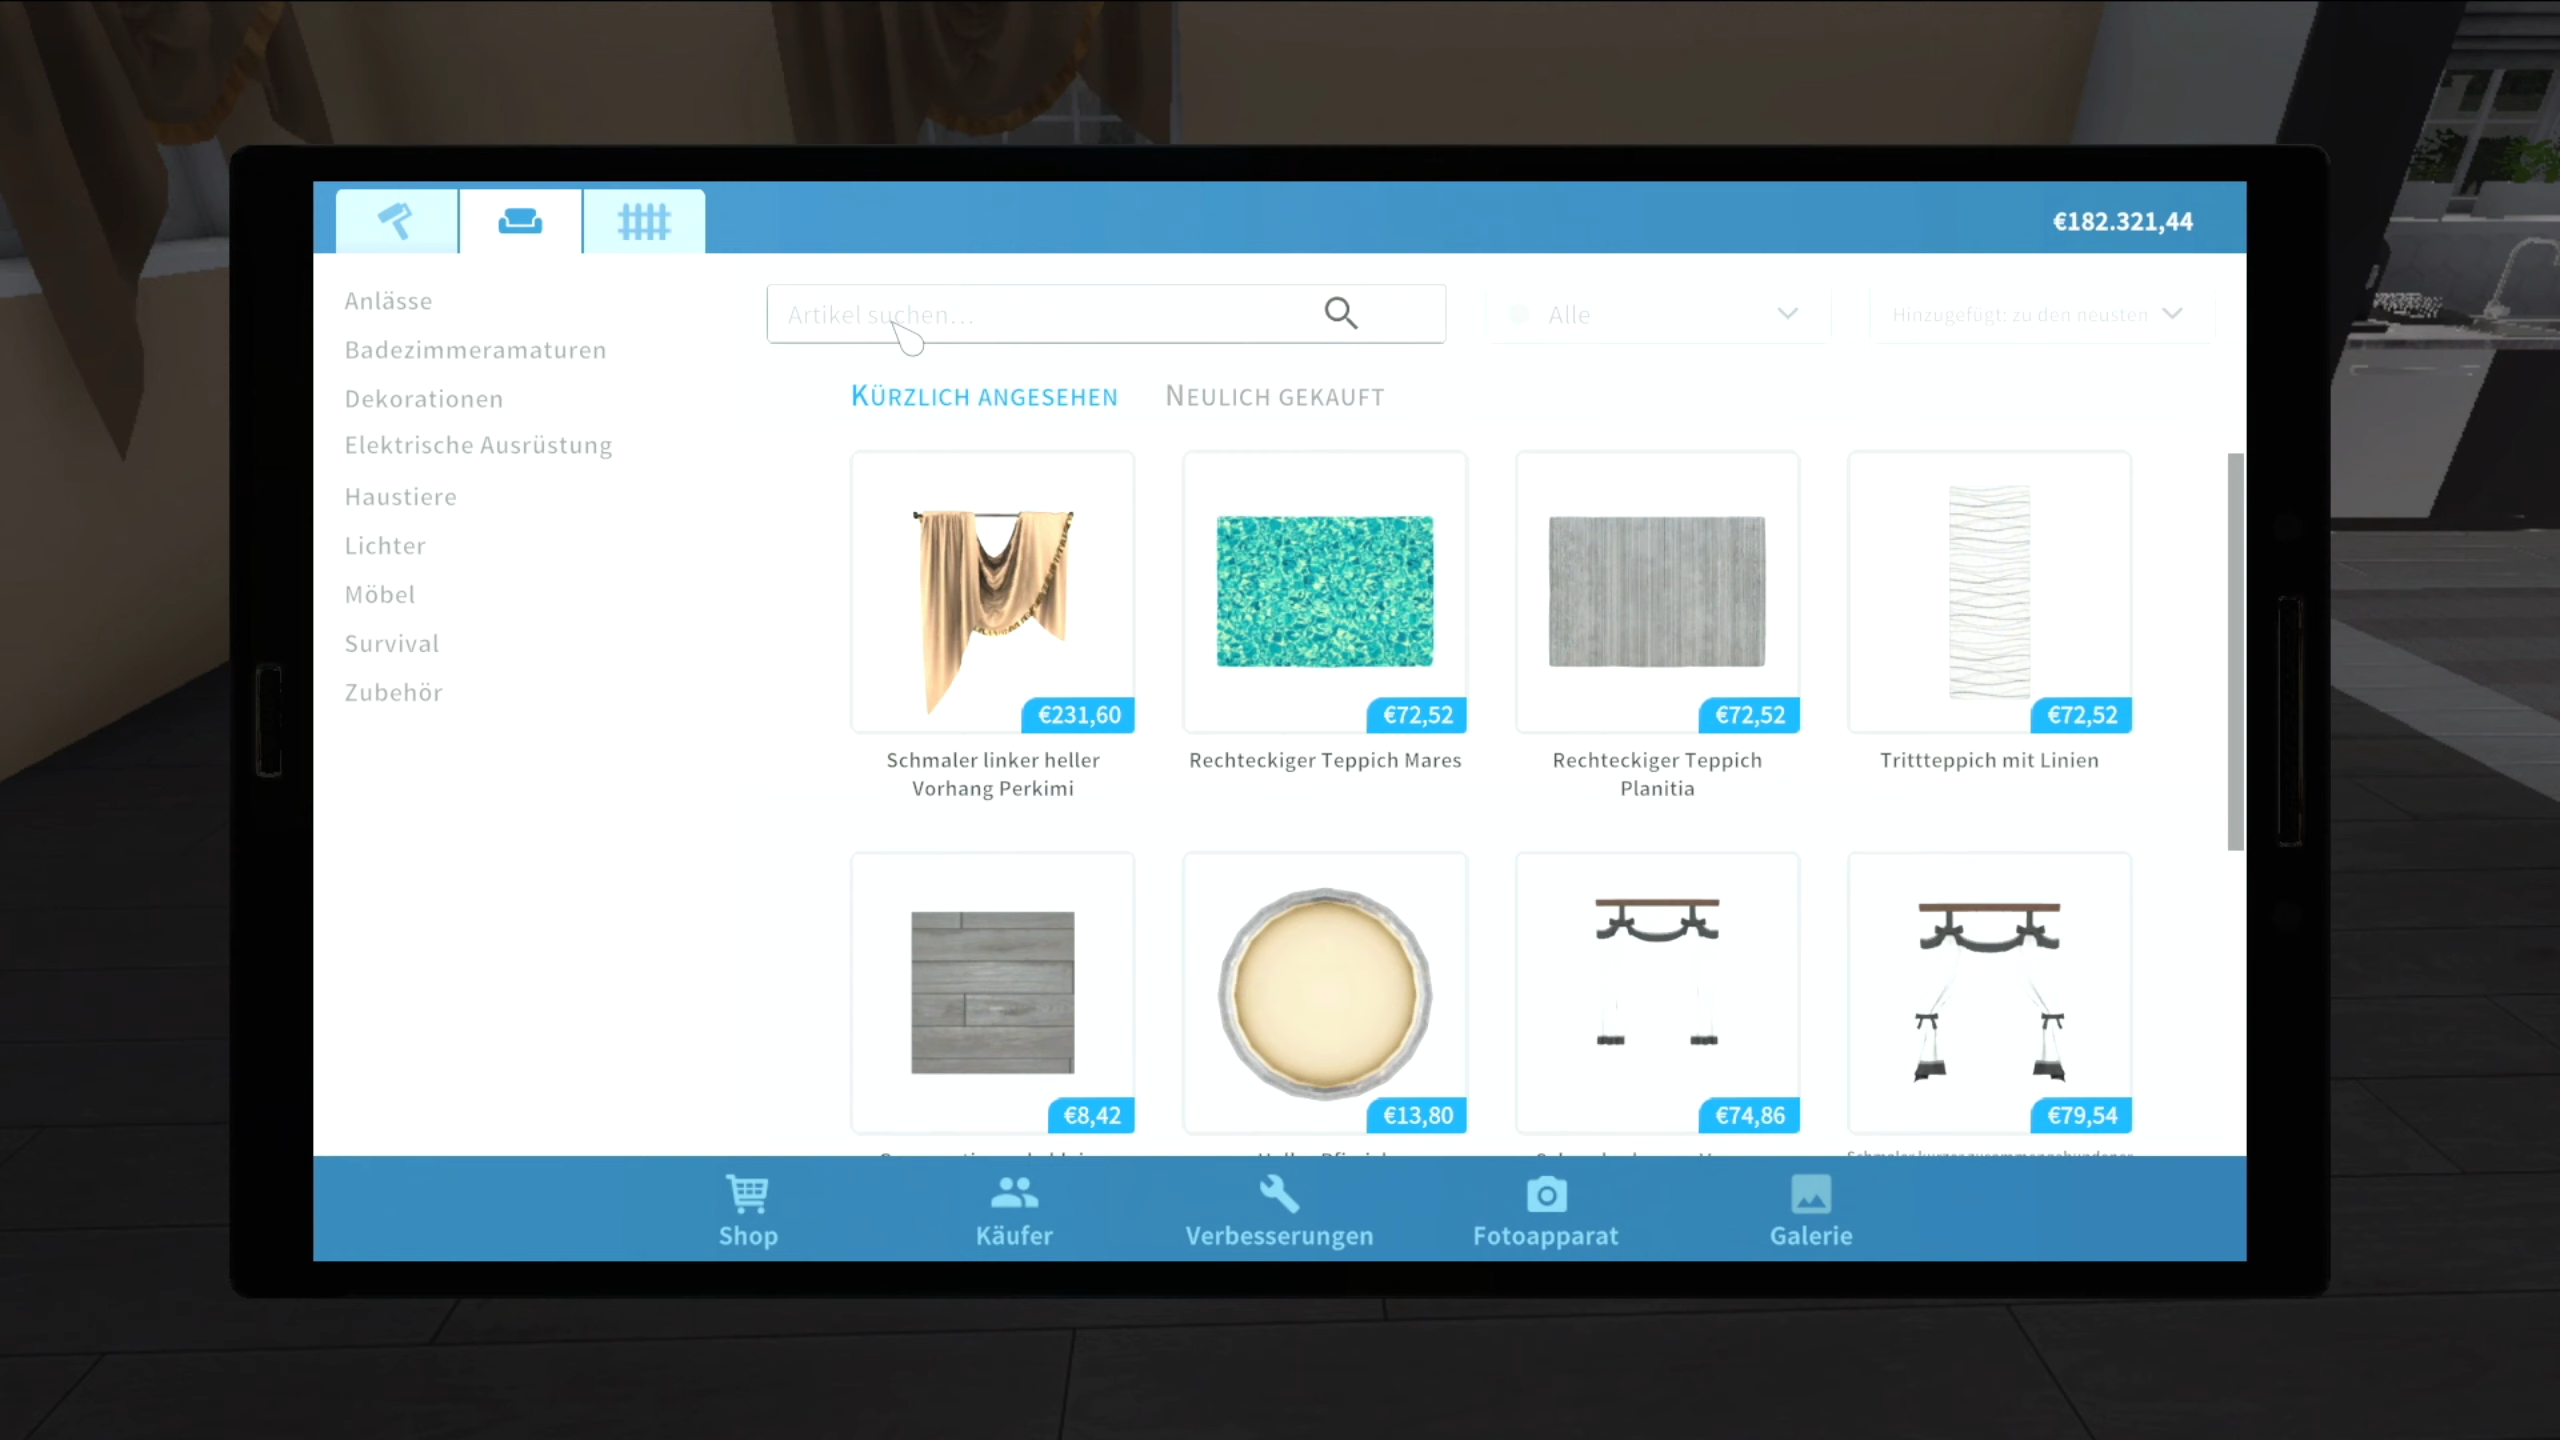 €182.321,44
Artikel suchen...
Alle
Hinzugefügt: zu den neusten
Anlässe
Badezimmeramaturen
Dekorationen
Elektrische Ausrüstung
Haustiere
Lichter
Möbel
Survival
Zubehör
KÜRZLICH ANGESEHEN
NEULICH GEKAUFT
€231,60
€72,52
€72,52
€72,52
Schmaler linker heller
Vorhang Perkimi
Rechteckiger Teppich Mares
Rechteckiger Teppich
Planitia
Trittteppich mit Linien
€8,42
€13,80
€74,86
€79,54
Shop
Käufer
Verbesserungen
Fotoapparat
Galerie